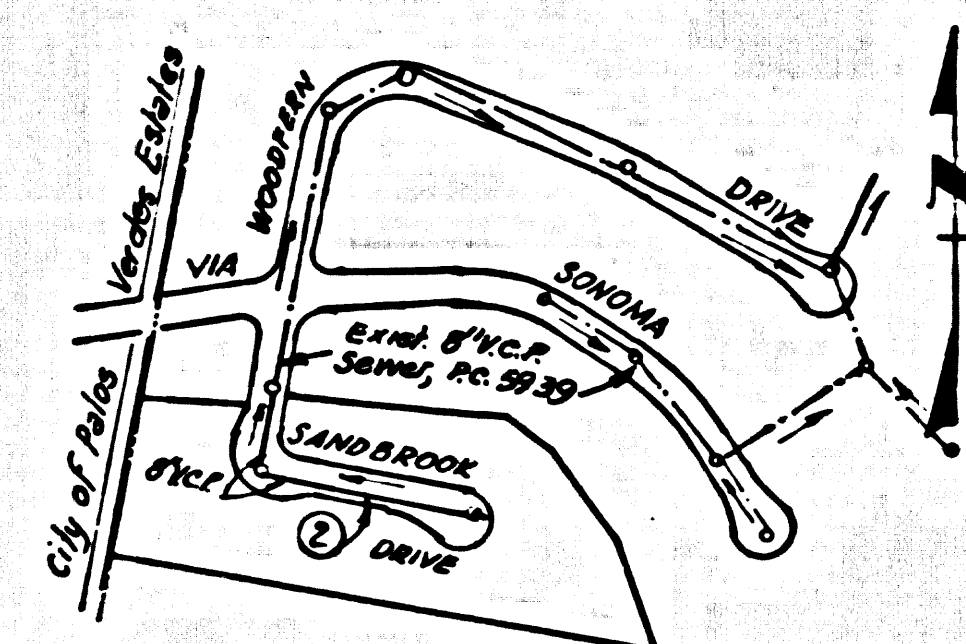 City of Palos
Verdes Estates
VIA
WOODFERN
DRIVE
SONOMA
Exist. 8" V.C.P.
Sewer, P.C. 5939
SANDBROOK
8" V.C.P.
2
DRIVE
N